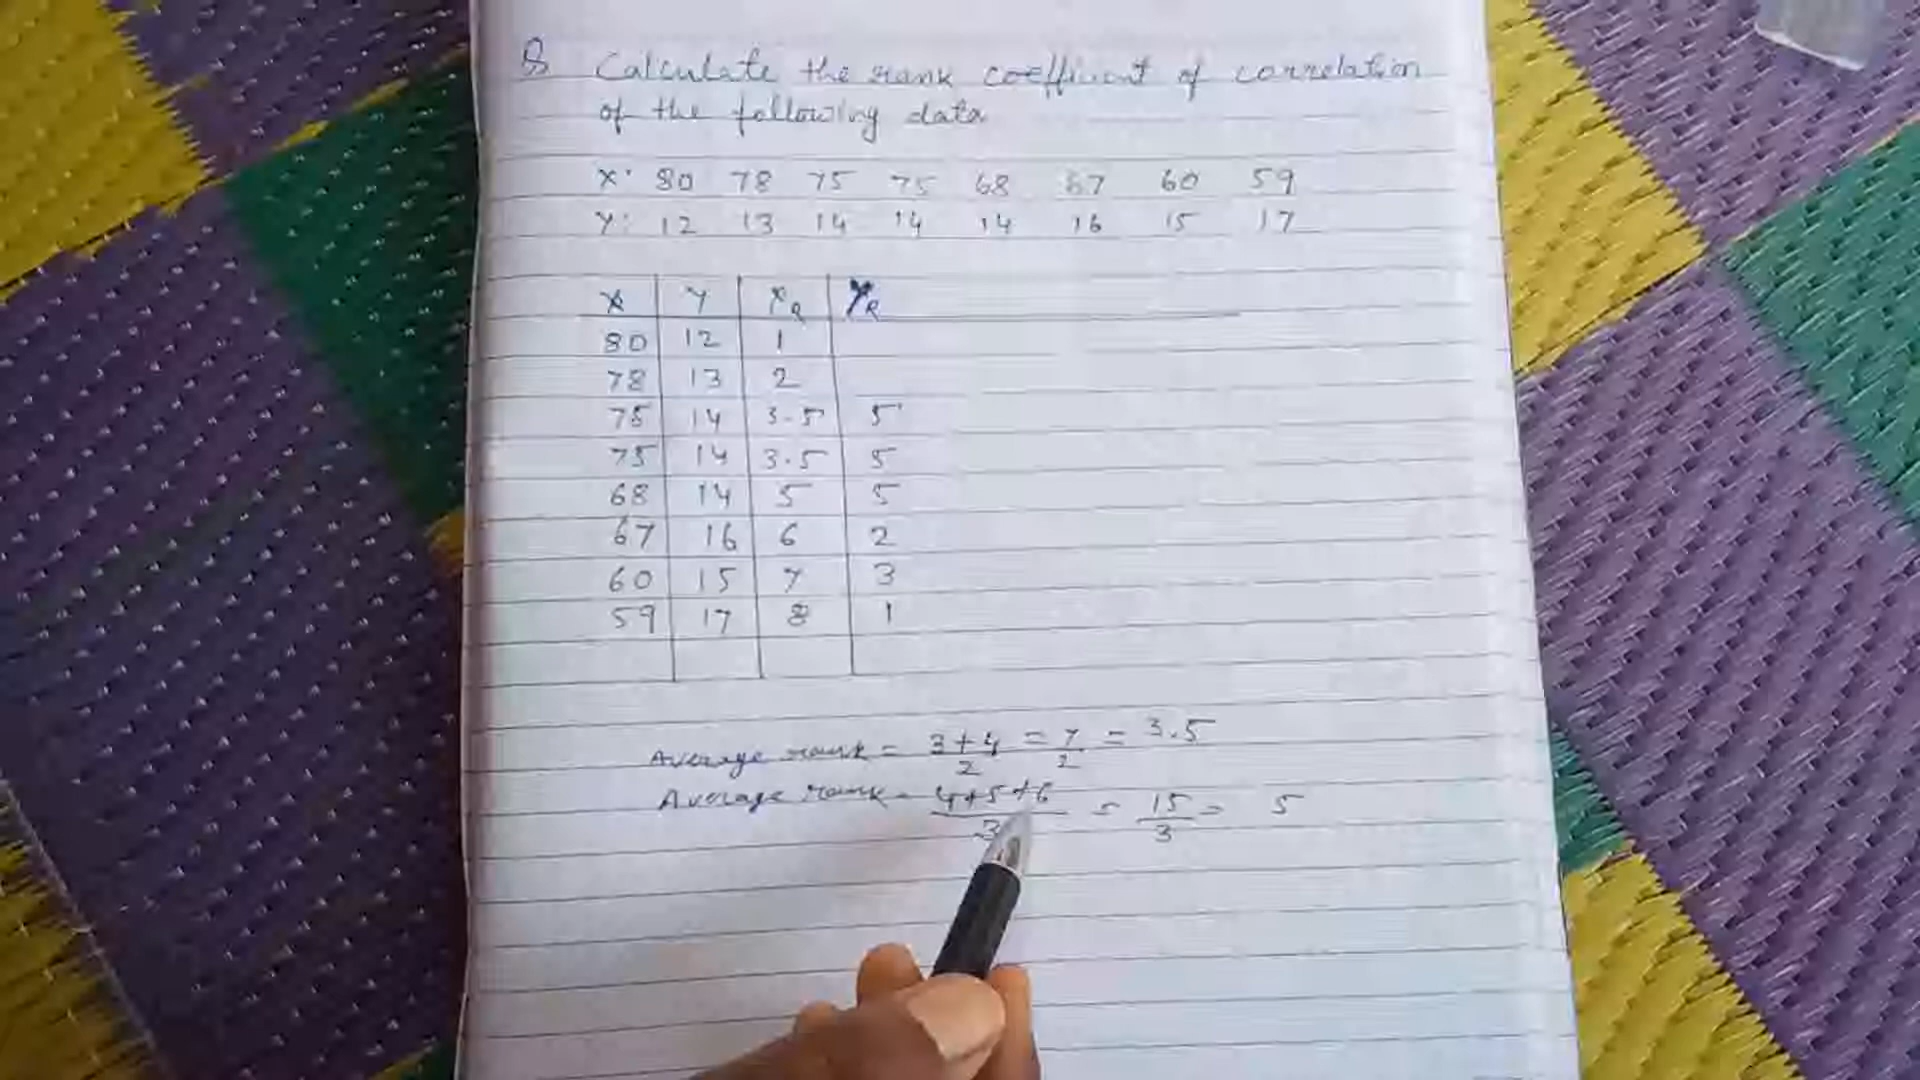 Q Calculate the rank coefficient of correlation
of the following data
X: 80 78 75 75 68 67 60 59
Y: 12 13 14 14 14 16 15 17
X Y XR YR
80 12 1
78 13 2
75 14 3.5 5
75 14 3.5 5
68 14 5 5
67 16 6 2
60 15 7 3
59 17 8 1
Average rank = 3+4/2 = 7/2 = 3.5
Average rank = 4+5+6/3 = 15/3 = 5